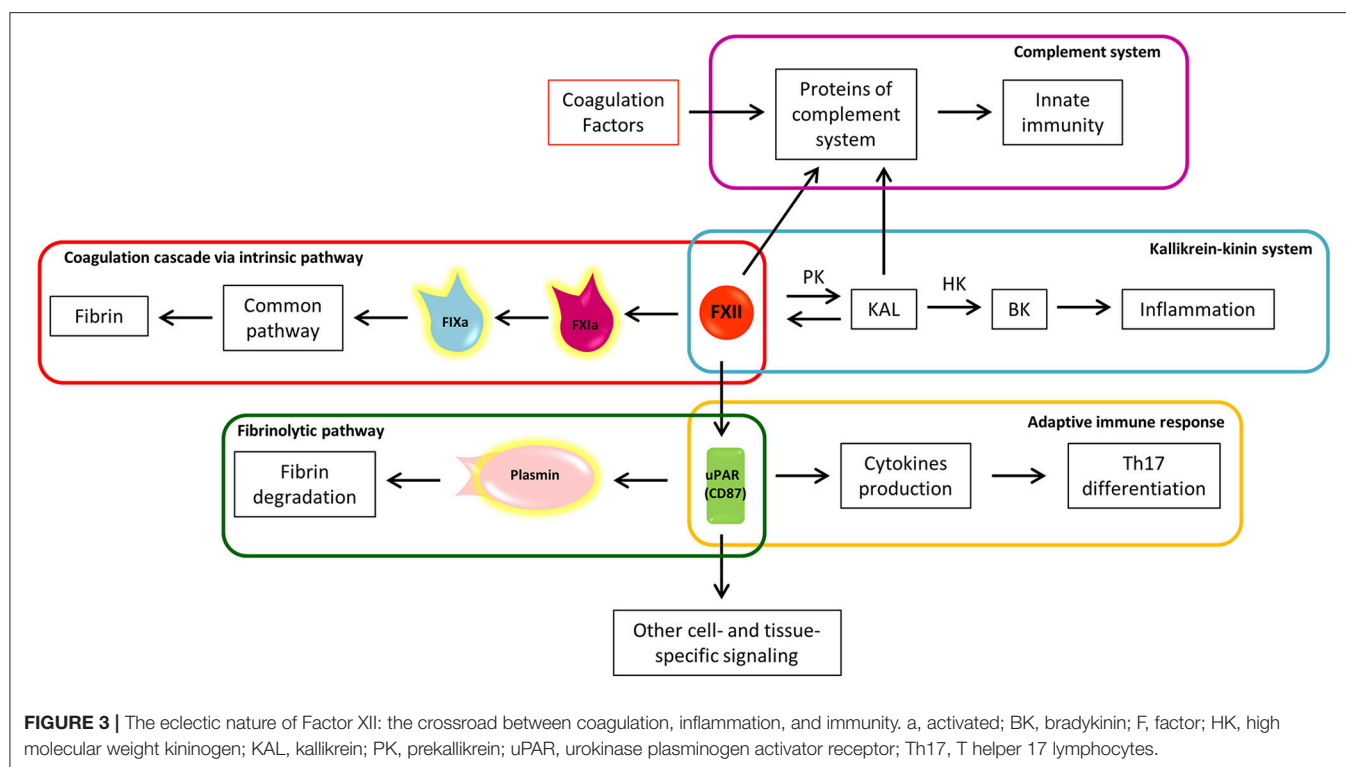 Complement system
Coagulation
Factors
Proteins of
complement
system
Innate
immunity
Coagulation cascade via intrinsic pathway
Kallikrein-kinin system
Fibrin
Common
pathway
FIXa
FXIa
FXII
PK
KAL
HK
BK
Inflammation
Fibrinolytic pathway
Adaptive immune response
Fibrin
degradation
Plasmin
uPAR
(CD87)
Cytokines
production
Th17
differentiation
Other cell- and tissue-
specific signaling
FIGURE 3 | The eclectic nature of Factor XII: the crossroad between coagulation, inflammation, and immunity. a, activated; BK, bradykinin; F, factor; HK, high
molecular weight kininogen; KAL, kallikrein; PK, prekallikrein; uPAR, urokinase plasminogen activator receptor; Th17, T helper 17 lymphocytes.